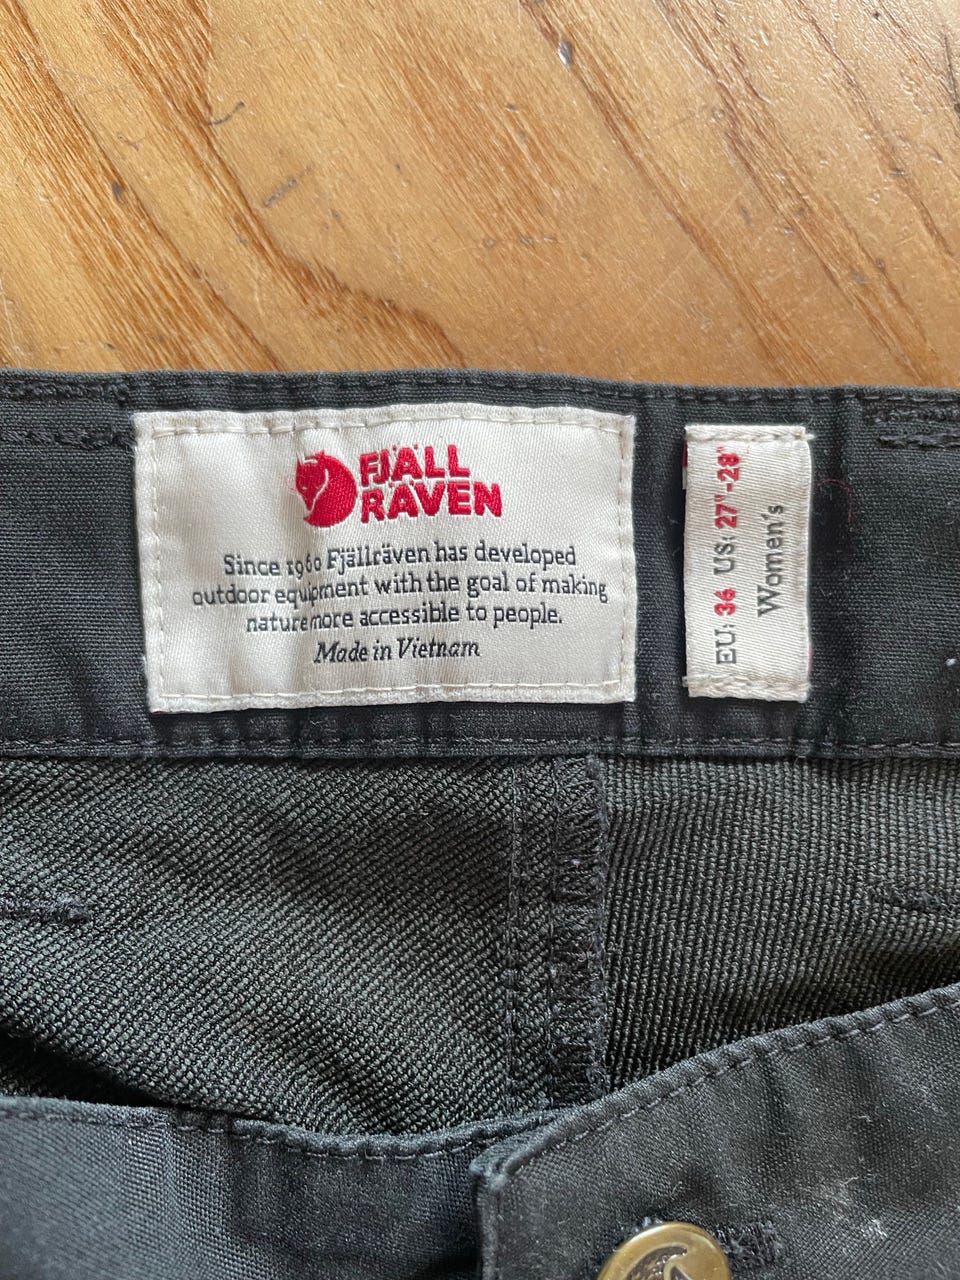 FJÄLL
RÄVEN
Since 1960 Fjällräven has developed
outdoor equipment with the goal of making
nature more accessible to people.
Made in Vietnam
EU: 36 US: 27"-28"
Women's